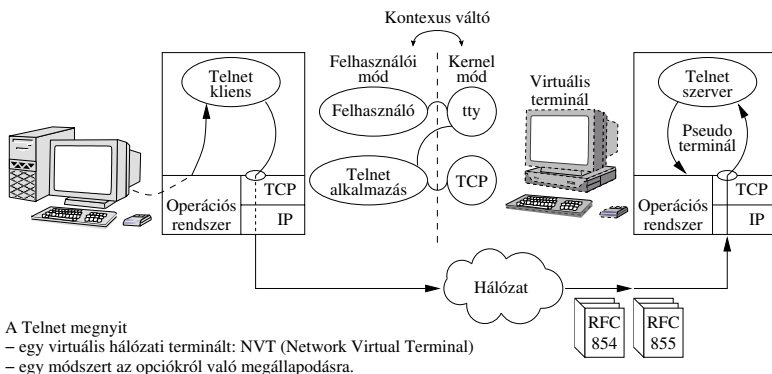 Kontexus váltó
Telnet
kliens
Felhasználói
mód
Kernel
mód
Felhasználó
tty
Virtuális
terminál
Telnet
szerver
Pseudo
terminál
Telnet
alkalmazás
TCP
Operációs
rendszer
TCP
IP
Operációs
rendszer
TCP
IP
Hálózat
RFC
854
RFC
855
A Telnet megnyit
– egy virtuális hálózati terminált: NVT (Network Virtual Terminal)
– egy módszert az opciókról való megállapodásra.